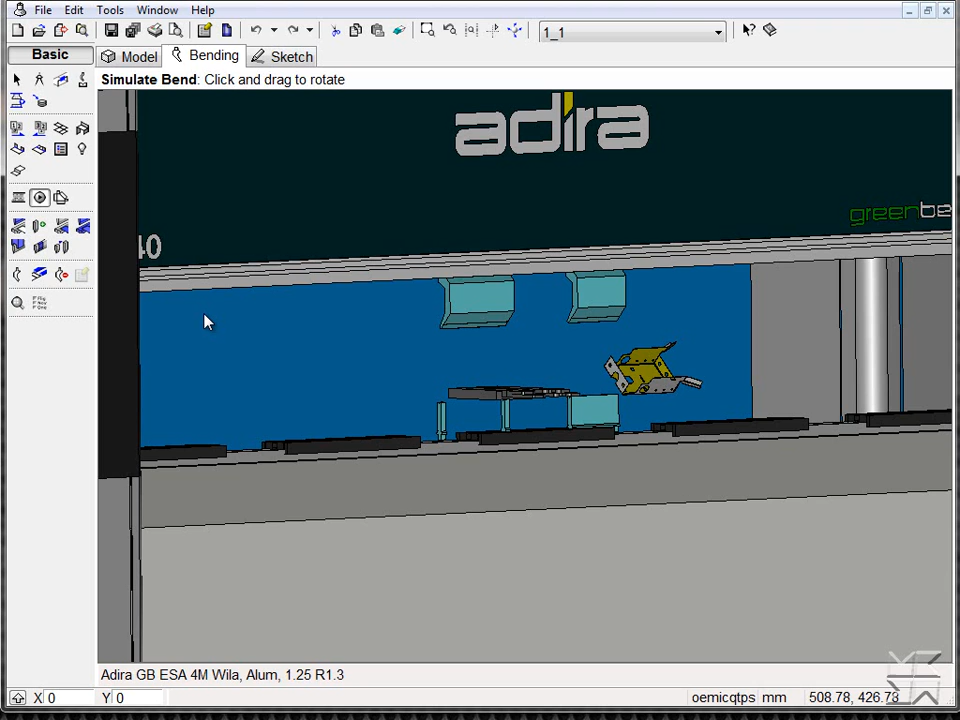 File Edit Tools Window Help
1_1
Basic Model Bending Sketch
Simulate Bend: Click and drag to rotate
adira
greenbe
40
Adira GB ESA 4M Wila, Alum, 1.25 R1.3
X 0 Y 0 oemicqtps mm 508.78, 426.78